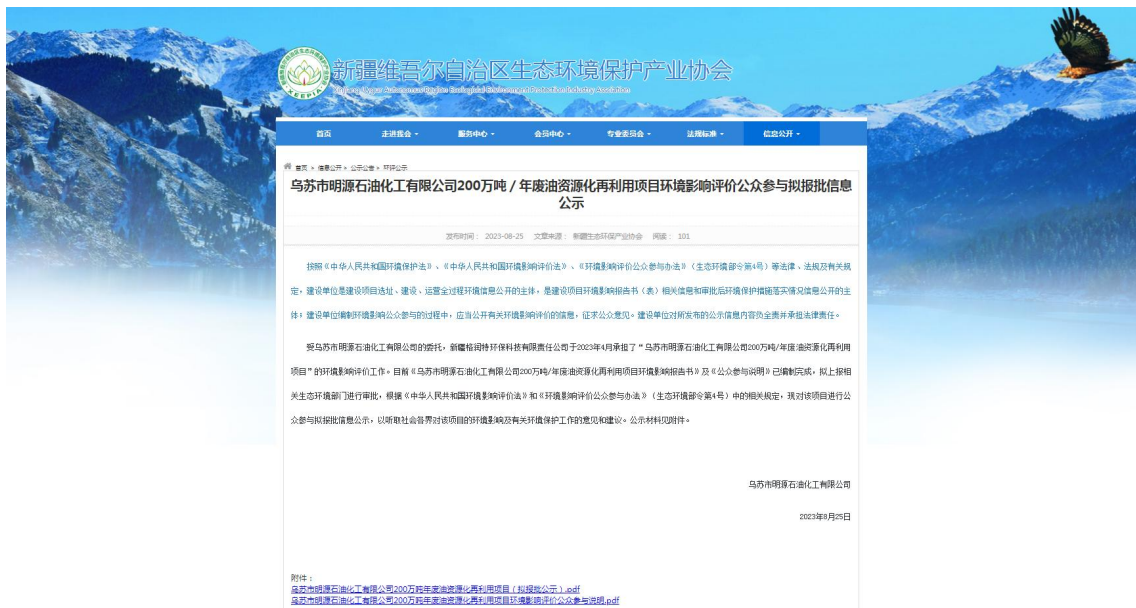 新疆维吾尔自治区生态环境保护产业协会
Xinjiang Uygur Autonomous Region Ecological Environment Protection Industry Association
XEEPIA
首页 走进我会 服务中心 会员中心 专业委员会 法规标准 信息公开
首页 » 信息公开 » 公示公告 » 环评公示
乌苏市明源石油化工有限公司200万吨/年废油资源化再利用项目环境影响评价公众参与拟报批信息
公示
发布时间： 2023-08-25 文章来源： 新疆生态环保产业协会 阅读： 101
按照《中华人民共和国环境保护法》、《中华人民共和国环境影响评价法》、《环境影响评价公众参与办法》（生态环境部令第4号）等法律、法规及有关规
定，建设单位是建设项目选址、建设、运营全过程环境信息公开的主体，是建设项目环境影响报告书（表）相关信息和审批后环境保护措施落实情况信息公开的主
体；建设单位编制环境影响公众参与的过程中，应当公开有关环境影响评价的信息，征求公众意见。建设单位对所发布的公示信息内容负全责并承担法律责任。
受乌苏市明源石油化工有限公司的委托，新疆格润特环保科技有限责任公司于2023年4月承担了“乌苏市明源石油化工有限公司200万吨/年废油资源化再利用
项目”的环境影响评价工作。目前《乌苏市明源石油化工有限公司200万吨/年废油资源化再利用项目环境影响报告书》及《公众参与说明》已编制完成，拟上报相
关生态环境部门进行审批，根据《中华人民共和国环境影响评价法》和《环境影响评价公众参与办法》（生态环境部令第4号）中的相关规定，现对该项目进行公
众参与拟报批信息公示，以听取社会各界对该项目的环境影响及有关环境保护工作的意见和建议。公示材料见附件。
乌苏市明源石油化工有限公司
2023年8月25日
附件：
乌苏市明源石油化工有限公司200万吨年废油资源化再利用项目（拟报批公示）.pdf
乌苏市明源石油化工有限公司200万吨年废油资源化再利用项目环境影响评价公众参与说明.pdf